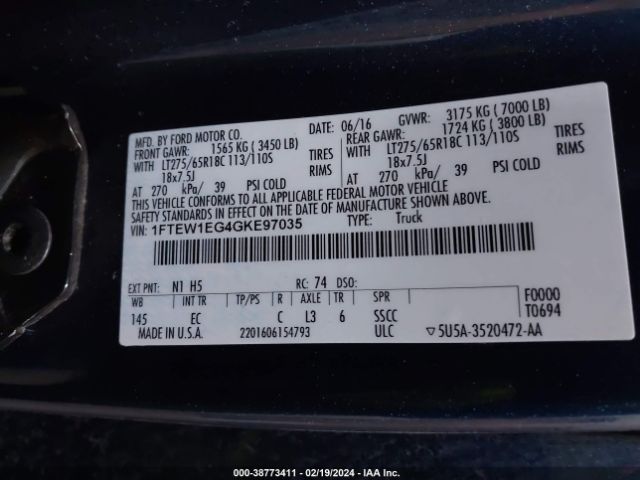 MFD. BY FORD MOTOR CO.
DATE: 06/16 GVWR: 3175 KG ( 7000 LB)
FRONT GAWR: 1565 KG ( 3450 LB)
REAR GAWR: 1724 KG ( 3800 LB)
WITH LT275/65R18C 113/110S TIRES
WITH LT275/65R18C 113/110S TIRES
18x7.5J RIMS
18x7.5J RIMS
AT 270 kPa/ 39 PSI COLD
AT 270 kPa/ 39 PSI COLD
THIS VEHICLE CONFORMS TO ALL APPLICABLE FEDERAL MOTOR VEHICLE
SAFETY STANDARDS IN EFFECT ON THE DATE OF MANUFACTURE SHOWN ABOVE.
VIN: 1FTEW1EG4GKE97035 TYPE: Truck
EXT PNT: N1 H5 RC: 74 DSO:
WB INT TR TP/PS R AXLE TR SPR
145 EC C L3 6 SSCC
F0000
T0694
MADE IN U.S.A. 2201606154793 ULC ▽5U5A-3520472-AA
000-38773411 - 02/19/2024 - IAA Inc.